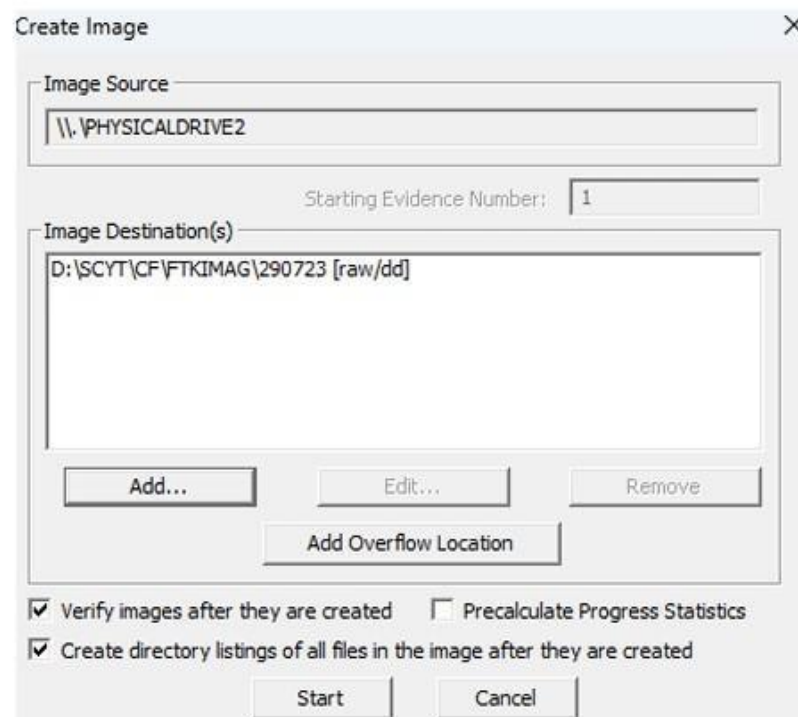 Create Image
Image Source
\\.\PHYSICALDRIVE2
Starting Evidence Number: 1
Image Destination(s)
D:\SCYT\CF\FTKIMAG\290723 [raw/dd]
Add... Edit... Remove
Add Overflow Location
Verify images after they are created Precalculate Progress Statistics
Create directory listings of all files in the image after they are created
Start Cancel